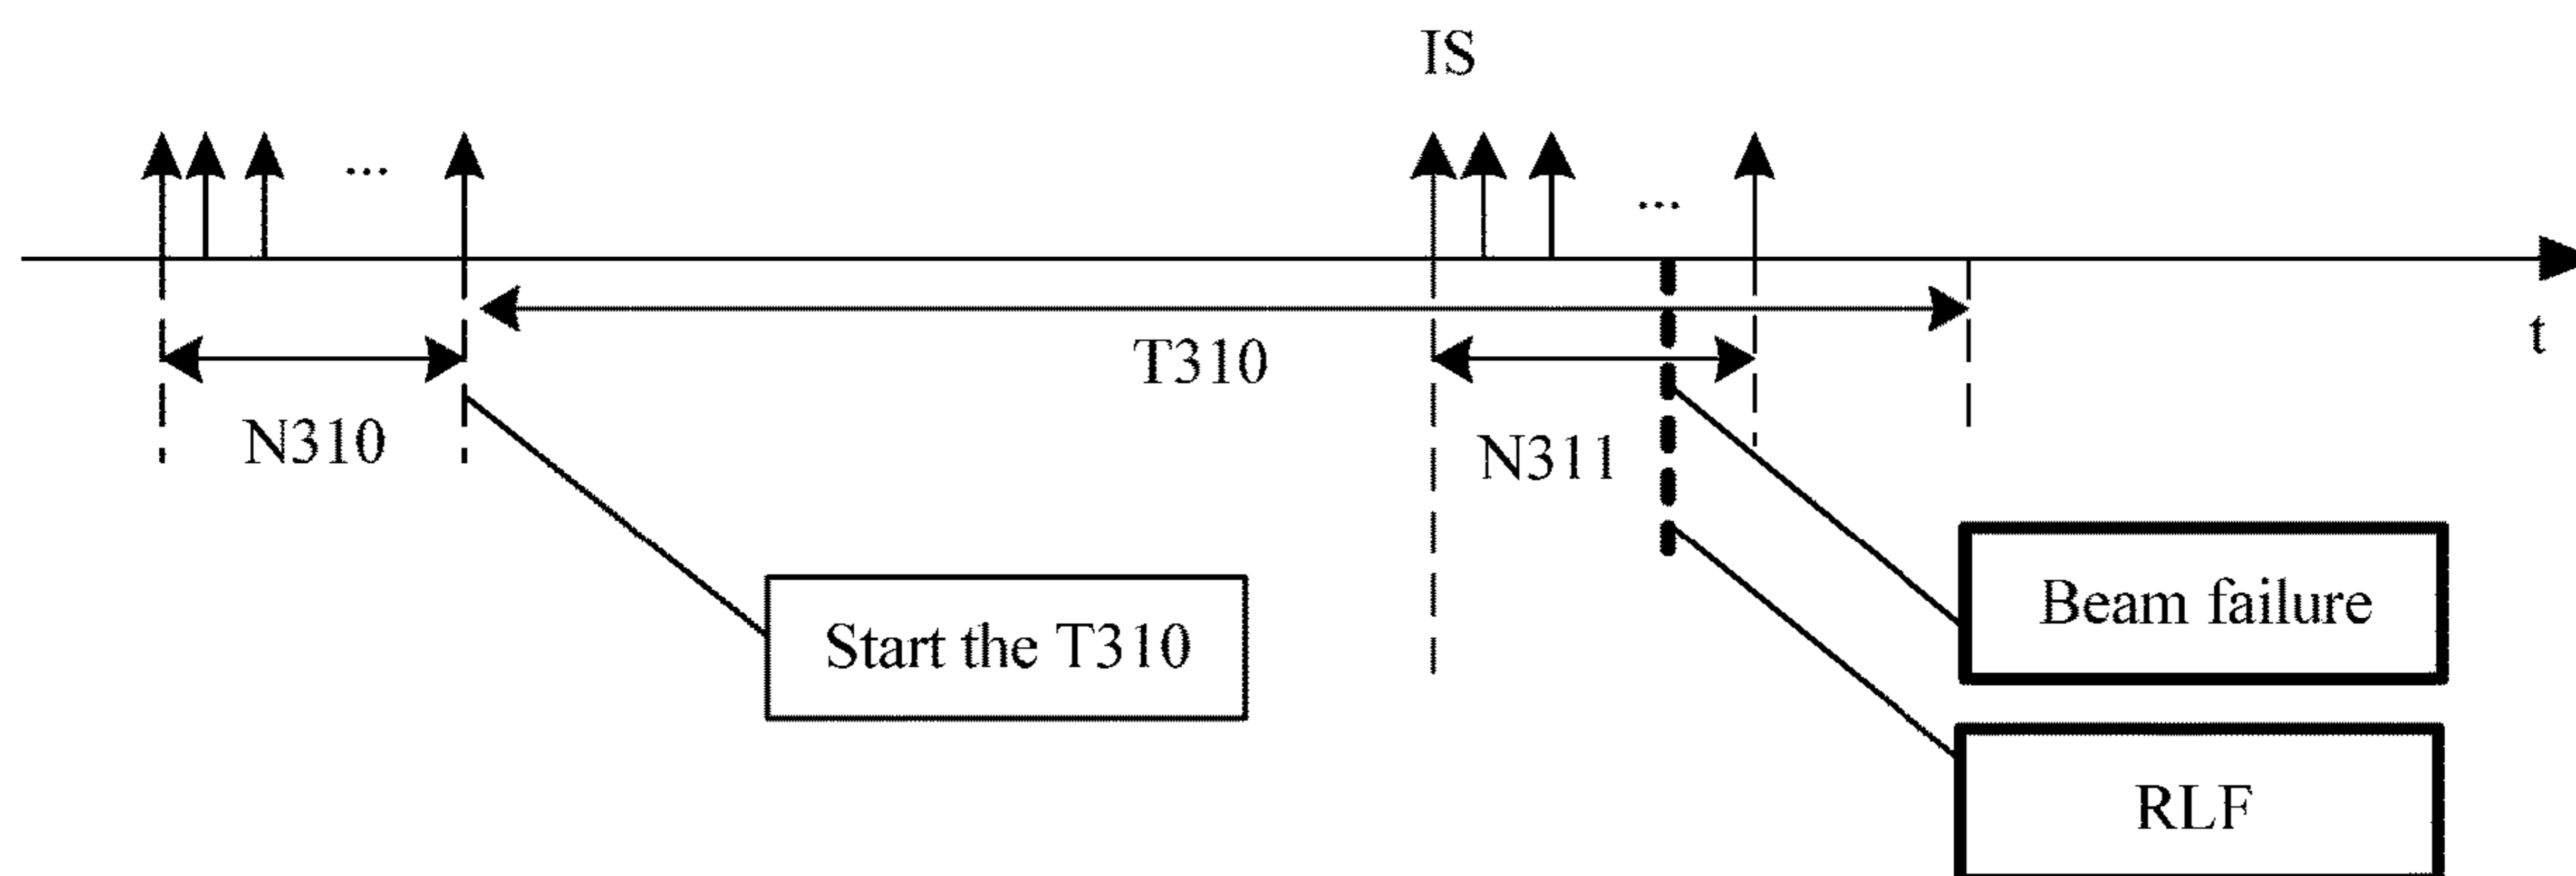 IS
...
...
t
T310
N310
N311
Beam failure
Start the T310
RLF